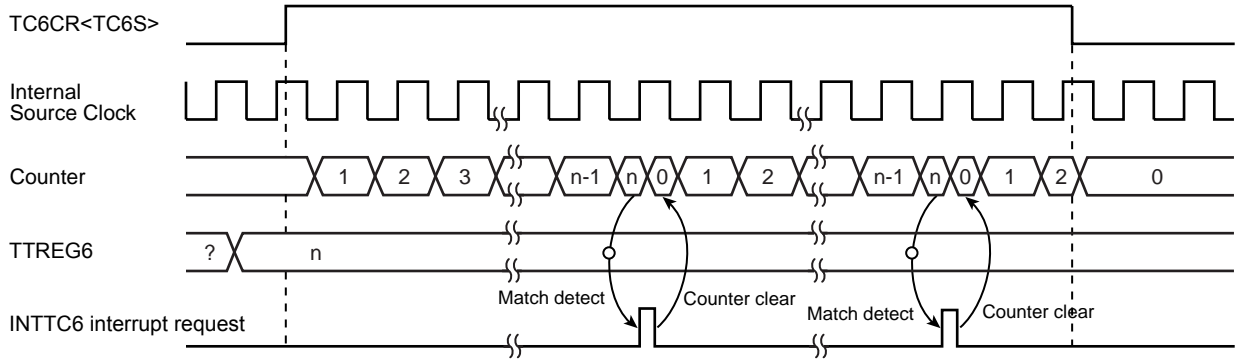 TC6CR<TC6S>
Internal
Source Clock
Counter
1 2 3 n-1 n 0 1 2 n-1 n 0 1 2 0
TTREG6
? n
Match detect Counter clear Match detect Counter clear
INTTC6 interrupt request